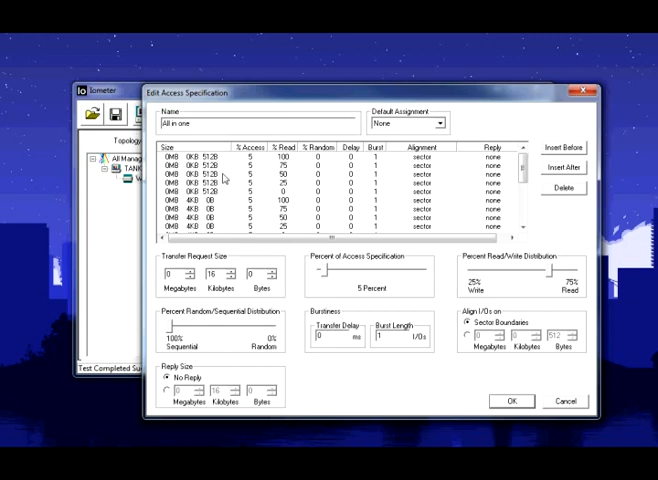 Io Iometer
Edit Access Specification
Topology
All Manag
TANK
W
Test Completed Su
Name
All in one
Default Assignment
None
Size % Access % Read % Random Delay Burst Alignment Reply
0MB 0KB 512B 5 100 0 0 1 sector none
0MB 0KB 512B 5 75 0 0 1 sector none
0MB 0KB 512B 5 50 0 0 1 sector none
0MB 0KB 512B 5 25 0 0 1 sector none
0MB 0KB 512B 5 0 0 0 1 sector none
0MB 4KB 0B 5 100 0 0 1 sector none
0MB 4KB 0B 5 75 0 0 1 sector none
0MB 4KB 0B 5 50 0 0 1 sector none
0MB 4KB 0B 5 25 0 0 1 sector none
Insert Before
Insert After
Delete
Transfer Request Size
0 16 0
Megabytes Kilobytes Bytes
Percent of Access Specification
5 Percent
Percent Read/Write Distribution
25% 75%
Write Read
Percent Random/Sequential Distribution
100% 0%
Sequential Random
Burstiness
Transfer Delay
0 ms
Burst Length
1 I/Os
Align I/Os on
Sector Boundaries
0 0 512
Megabytes Kilobytes Bytes
Reply Size
No Reply
0 16 0
Megabytes Kilobytes Bytes
OK Cancel